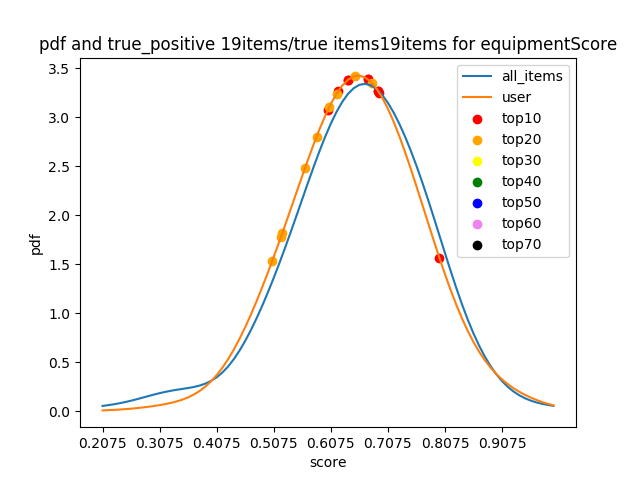 pdf and true_positive 19items/true items19items for equipmentScore
3.5
3.0
2.5
2.0
1.5
1.0
0.5
0.0
pdf
all_items
user
top10
top20
top30
top40
top50
top60
top70
0.2075 0.3075 0.4075 0.5075 0.6075 0.7075 0.8075 0.9075
score